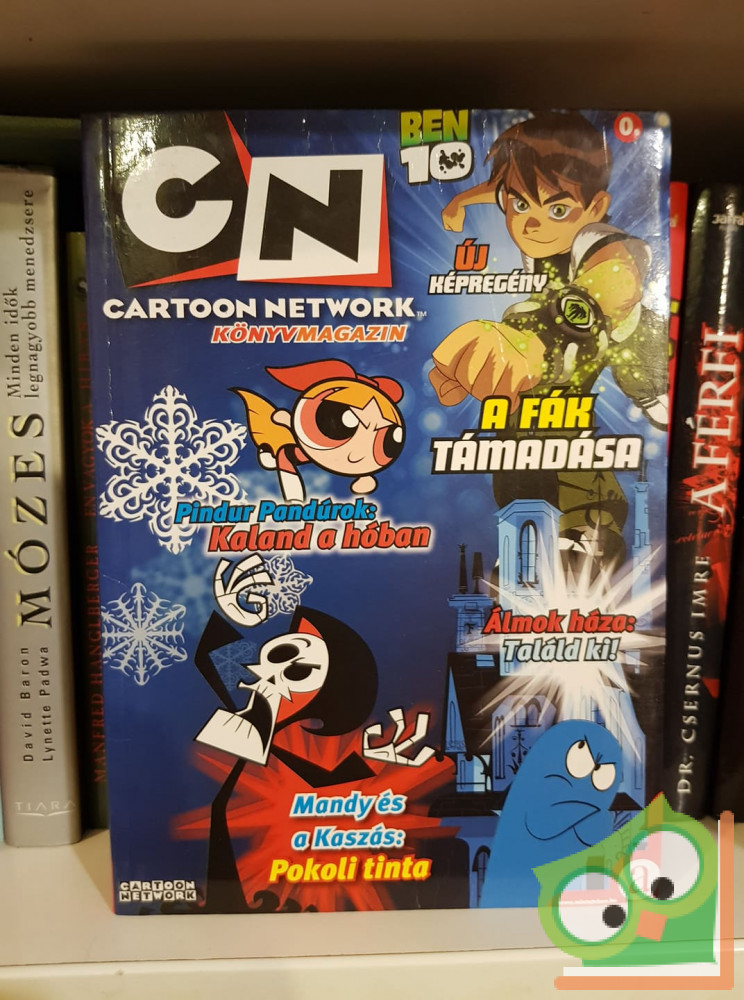 CN
CARTOON NETWORK™
KÖNYVMAGAZIN
BEN
10
0.
ÚJ
KÉPREGÉNY
A FÁK
TÁMADÁSA
Pindur Pandúrok:
Kaland a hóban
Álmok háza:
Találd ki!
Mandy és
a Kaszás:
Pokoli tinta
CARTOON
NETWORK
David Baron
Lynette Padwa
MÓZES
Minden idők
legnagyobb menedzsere
TIARA
MANFRED
DR. CSERNUS IMRE
A FÉRFI